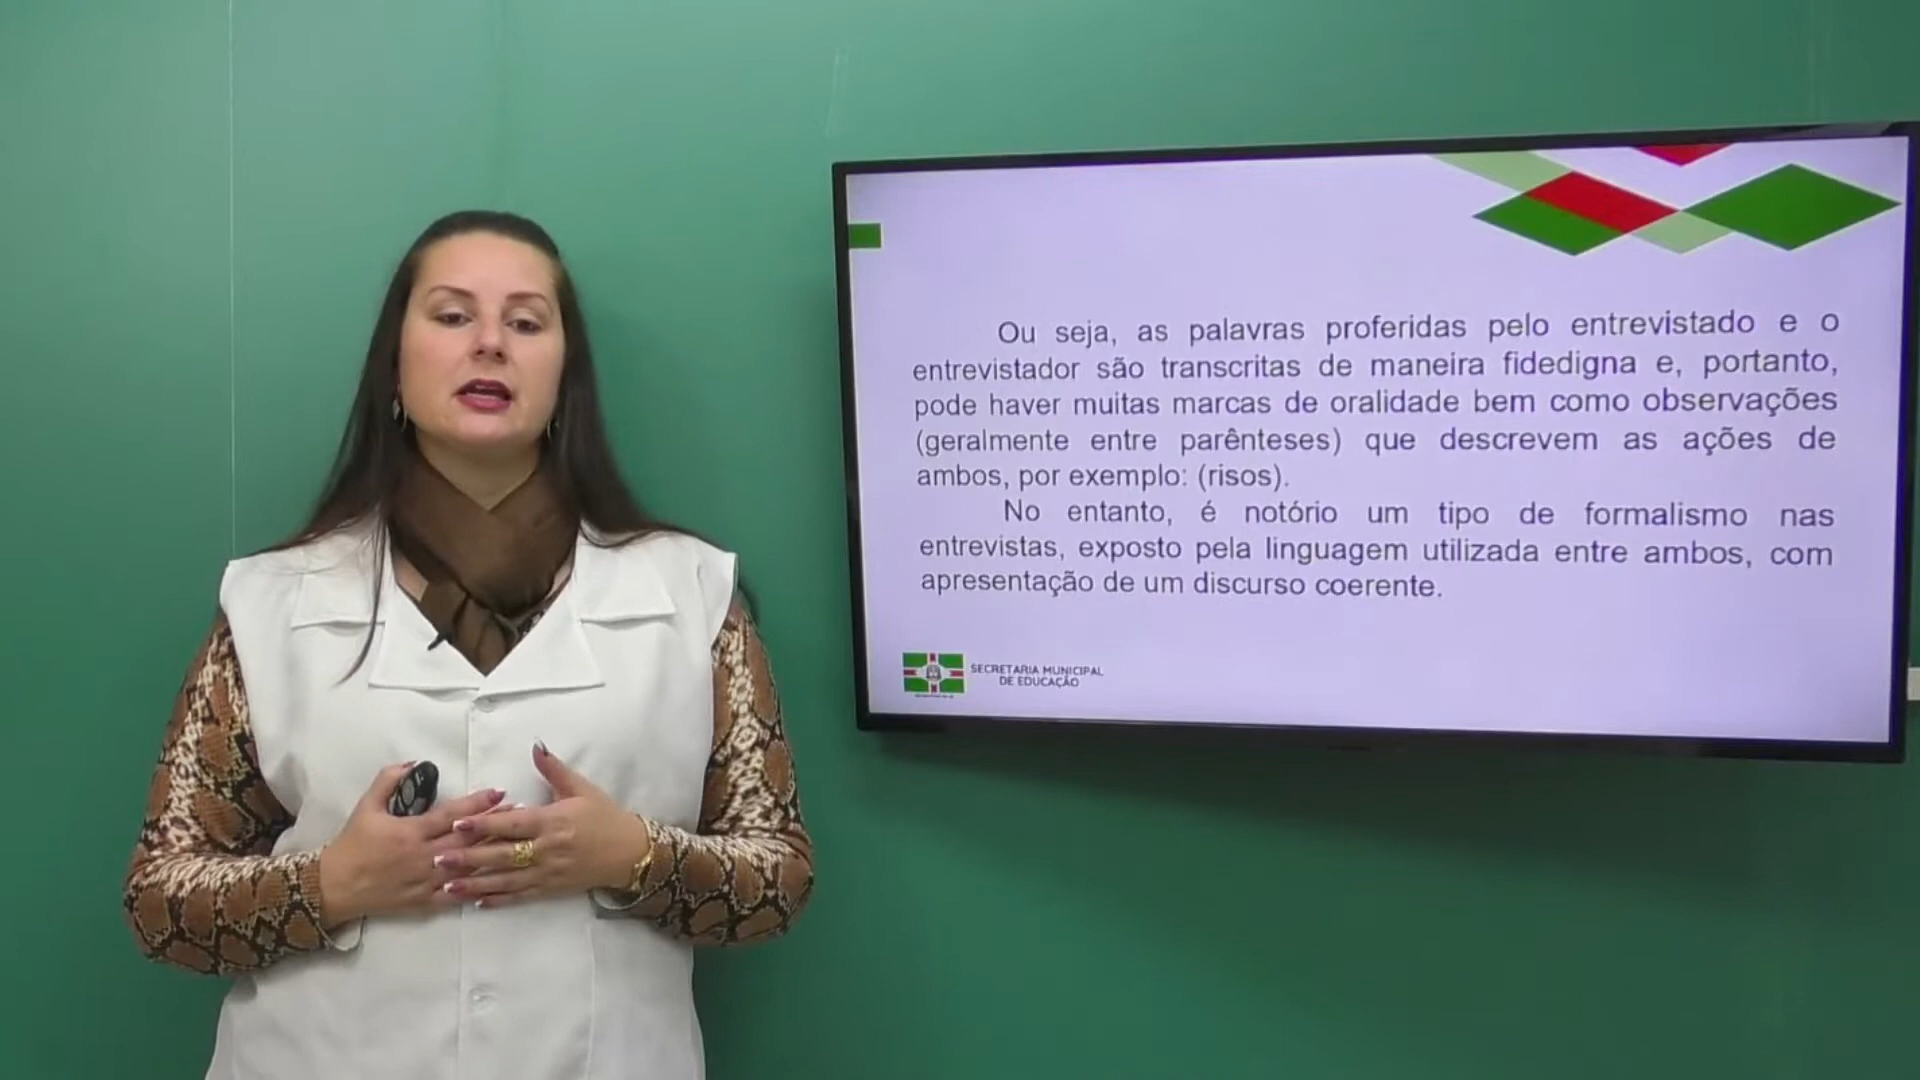 Ou seja, as palavras proferidas pelo entrevistado e o
entrevistador são transcritas de maneira fidedigna e, portanto,
pode haver muitas marcas de oralidade bem como observações
(geralmente entre parênteses) que descrevem as ações de
ambos, por exemplo: (risos).
No entanto, é notório um tipo de formalismo nas
entrevistas, exposto pela linguagem utilizada entre ambos, com
apresentação de um discurso coerente.
SECRETARIA MUNICIPAL
DE EDUCAÇÃO